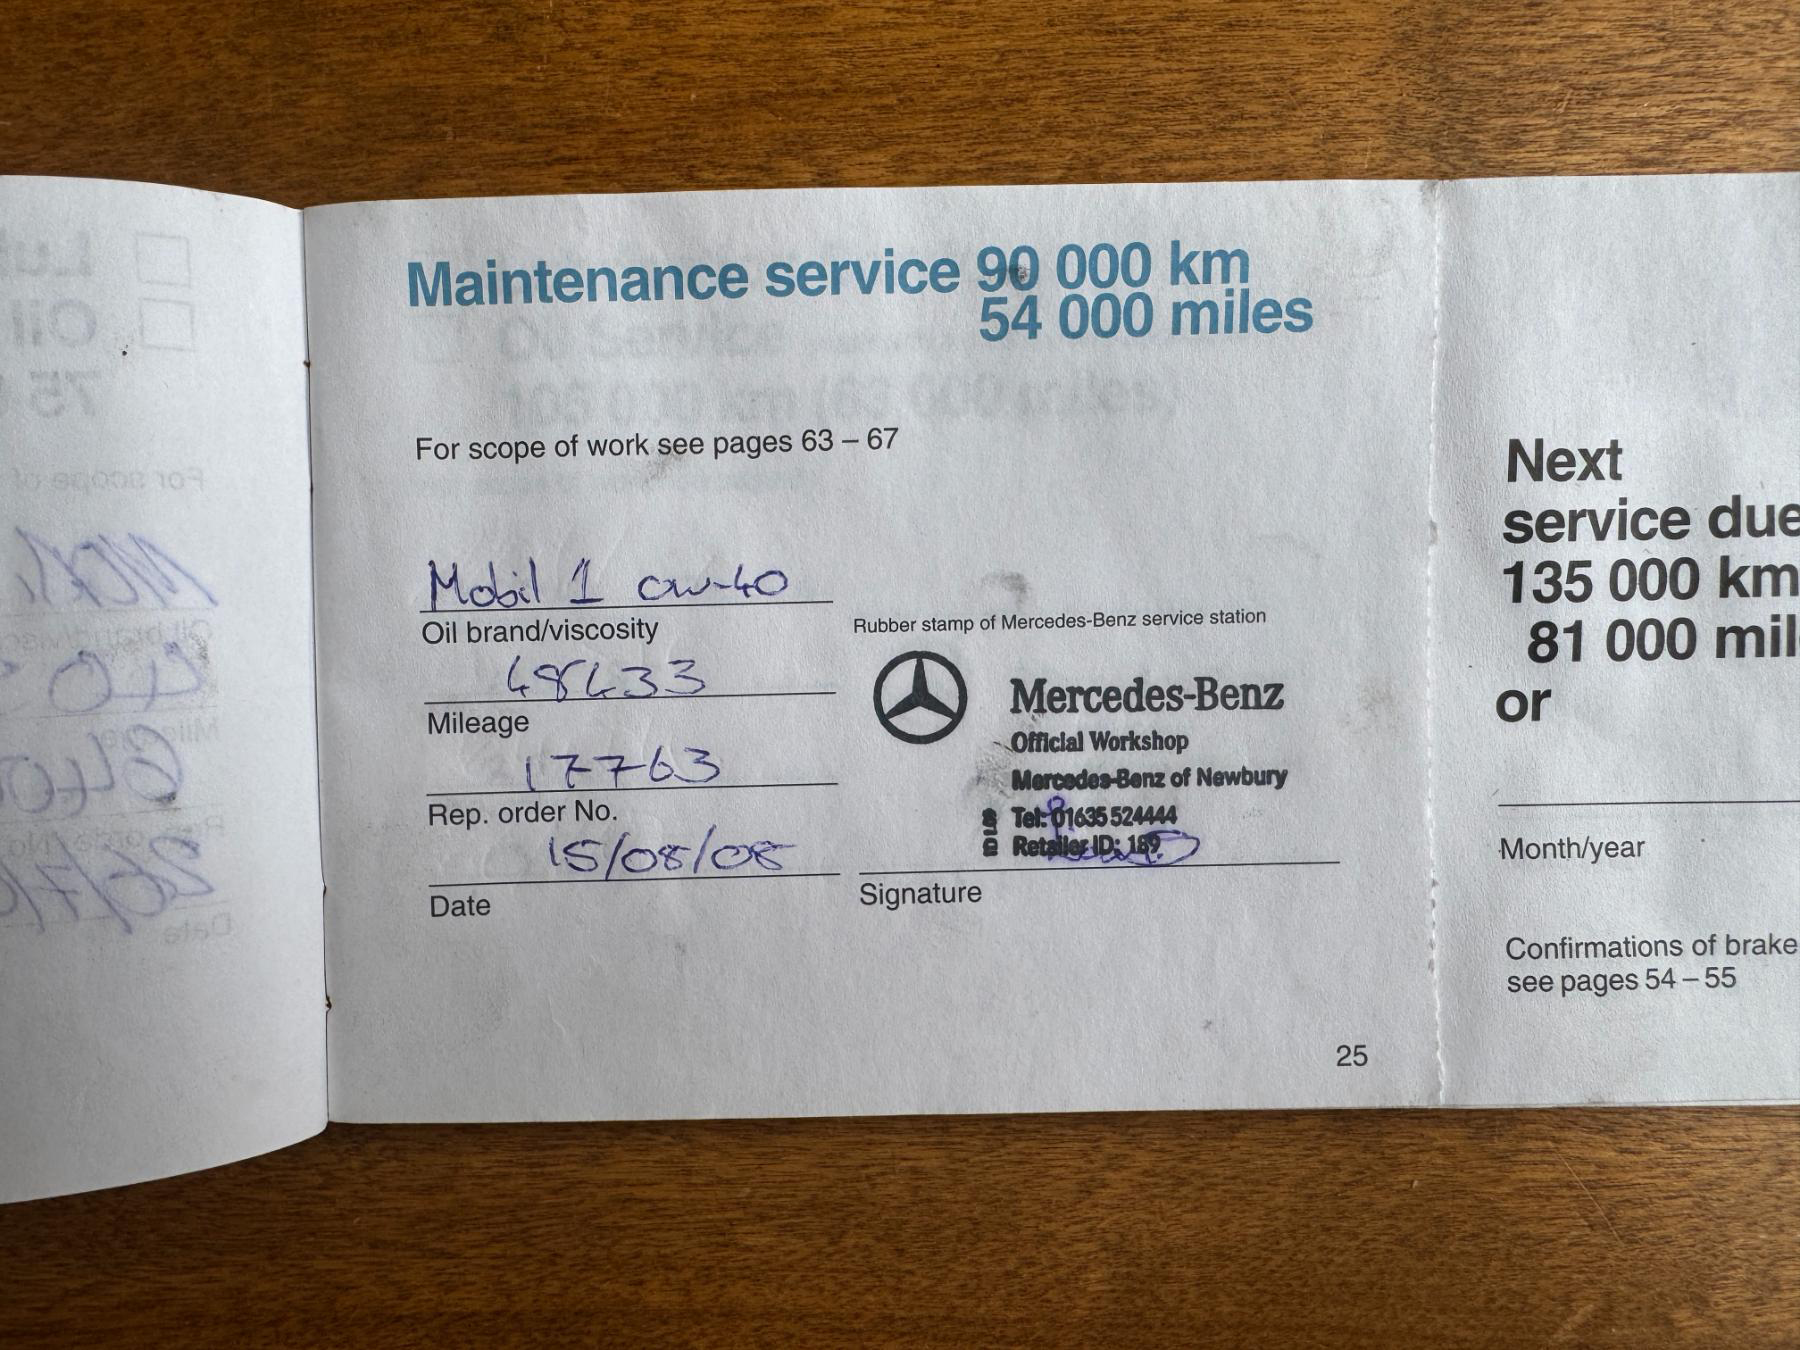 Maintenance service 90 000 km
54 000 miles
For scope of work see pages 63 – 67
Mobil 1 0w-40
Oil brand/viscosity
48433
Mileage
17763
Rep. order No.
15/08/08
Date
Rubber stamp of Mercedes-Benz service station
Mercedes-Benz
Official Workshop
Mercedes-Benz of Newbury
Tel: 01635 524444
Retailer ID: 189
Signature
25
Next
service due
135 000 km
81 000 mil
or
Month/year
Confirmations of brake
see pages 54 – 55